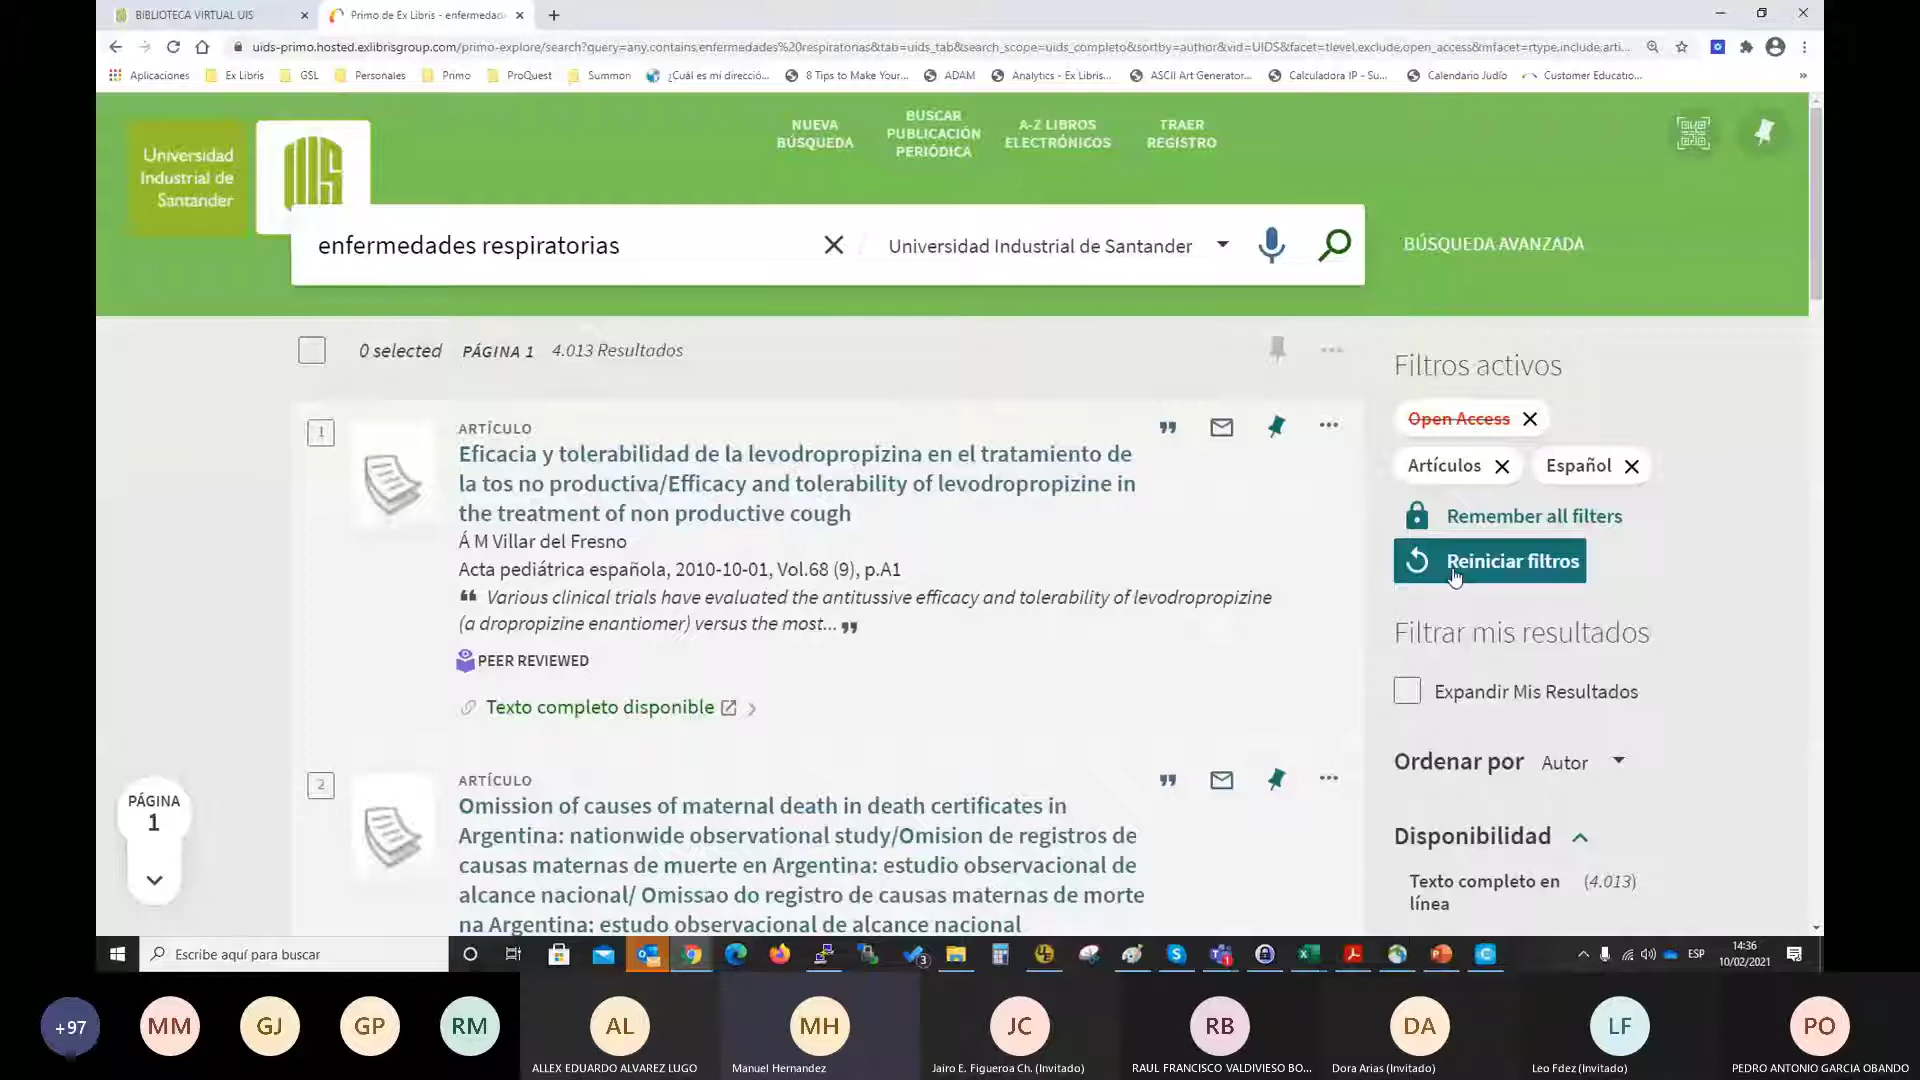 BIBLIOTECA VIRTUAL UIS
Primo de Ex Libris - enfermedad
uids-primo.hosted.exlibrisgroup.com/primo-explore/search?query=any,contains,enfermedades%20respiratorias&tab=uids_tab&search_scope=uids_completo&sortby=author&vid=UIDS&facet=tlevel,exclude,open_access&mfacet=rtype,include,arti...
Aplicaciones
Ex Libris
GSL
Personales
Primo
ProQuest
Summon
¿Cuál es mi direcció...
8 Tips to Make Your...
ADAM
Analytics - Ex Libris...
ASCII Art Generator...
Calculadora IP - Su...
Calendario Judío
Customer Educatio...
Universidad
Industrial de
Santander
UIS
NUEVA
BÚSQUEDA
BUSCAR
PUBLICACIÓN
PERIÓDICA
A-Z LIBROS
ELECTRÓNICOS
TRAER
REGISTRO
enfermedades respiratorias
Universidad Industrial de Santander
BÚSQUEDA AVANZADA
0 selected PÁGINA 1 4.013 Resultados
1
ARTÍCULO
Eficacia y tolerabilidad de la levodropropizina en el tratamiento de
la tos no productiva/Efficacy and tolerability of levodropropizine in
the treatment of non productive cough
Á M Villar del Fresno
Acta pediátrica española, 2010-10-01, Vol.68 (9), p.A1
Various clinical trials have evaluated the antitussive efficacy and tolerability of levodropropizine
(a dropropizine enantiomer) versus the most...
PEER REVIEWED
Texto completo disponible
2
ARTÍCULO
Omission of causes of maternal death in death certificates in
Argentina: nationwide observational study/Omision de registros de
causas maternas de muerte en Argentina: estudio observacional de
alcance nacional/ Omissao do registro de causas maternas de morte
na Argentina: estudo observacional de alcance nacional
PÁGINA
1
Filtros activos
Open Access
Artículos
Español
Remember all filters
Reiniciar filtros
Filtrar mis resultados
Expandir Mis Resultados
Ordenar por Autor
Disponibilidad
Texto completo en
línea
(4.013)
Escribe aquí para buscar
3
ESP
14:36
10/02/2021
+97
MM
GJ
GP
RM
AL
MH
JC
RB
DA
LF
PO
ALLEX EDUARDO ALVAREZ LUGO
Manuel Hernandez
Jairo E. Figueroa Ch. (Invitado)
RAUL FRANCISCO VALDIVIESO BO...
Dora Arias (Invitado)
Leo Fdez (Invitado)
PEDRO ANTONIO GARCIA OBANDO